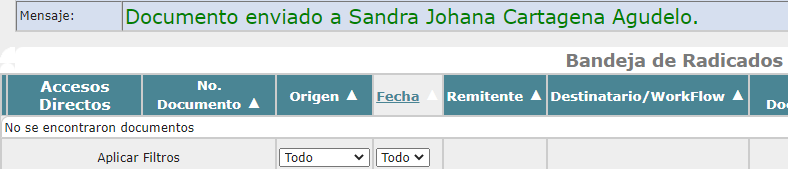 Mensaje: Documento enviado a Sandra Johana Cartagena Agudelo.
Bandeja de Radicados
Accesos Directos No. Documento ▲ Origen ▲ Fecha ▲ Remitente ▲ Destinatario/WorkFlow ▲
No se encontraron documentos
Aplicar Filtros Todo Todo